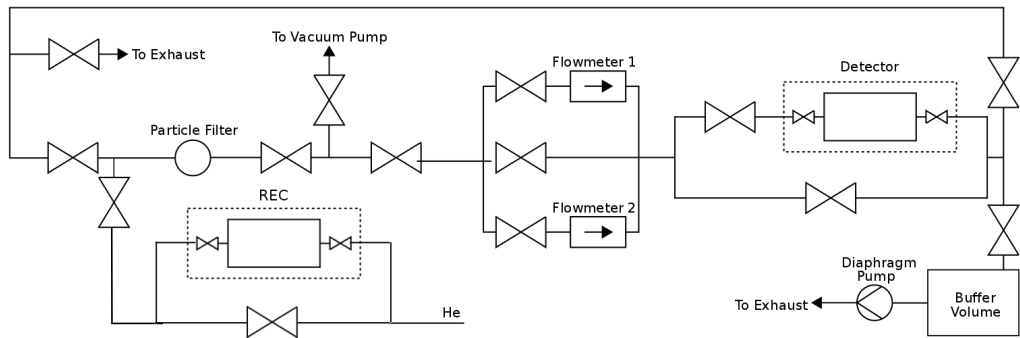 To Vacuum Pump
To Exhaust
Flowmeter 1
Detector
Particle Filter
REC
Flowmeter 2
He
Diaphragm
Pump
To Exhaust
Buffer
Volume